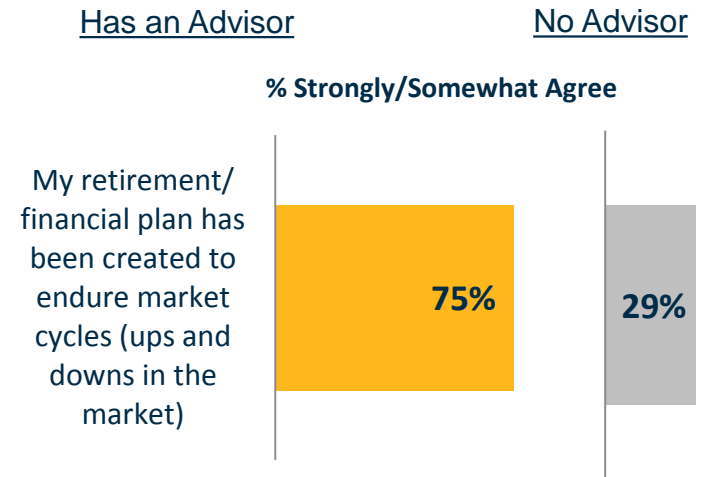 Has an Advisor
No Advisor
% Strongly/Somewhat Agree
My retirement/
financial plan has
been created to
endure market
cycles (ups and
downs in the
market)
75%
29%